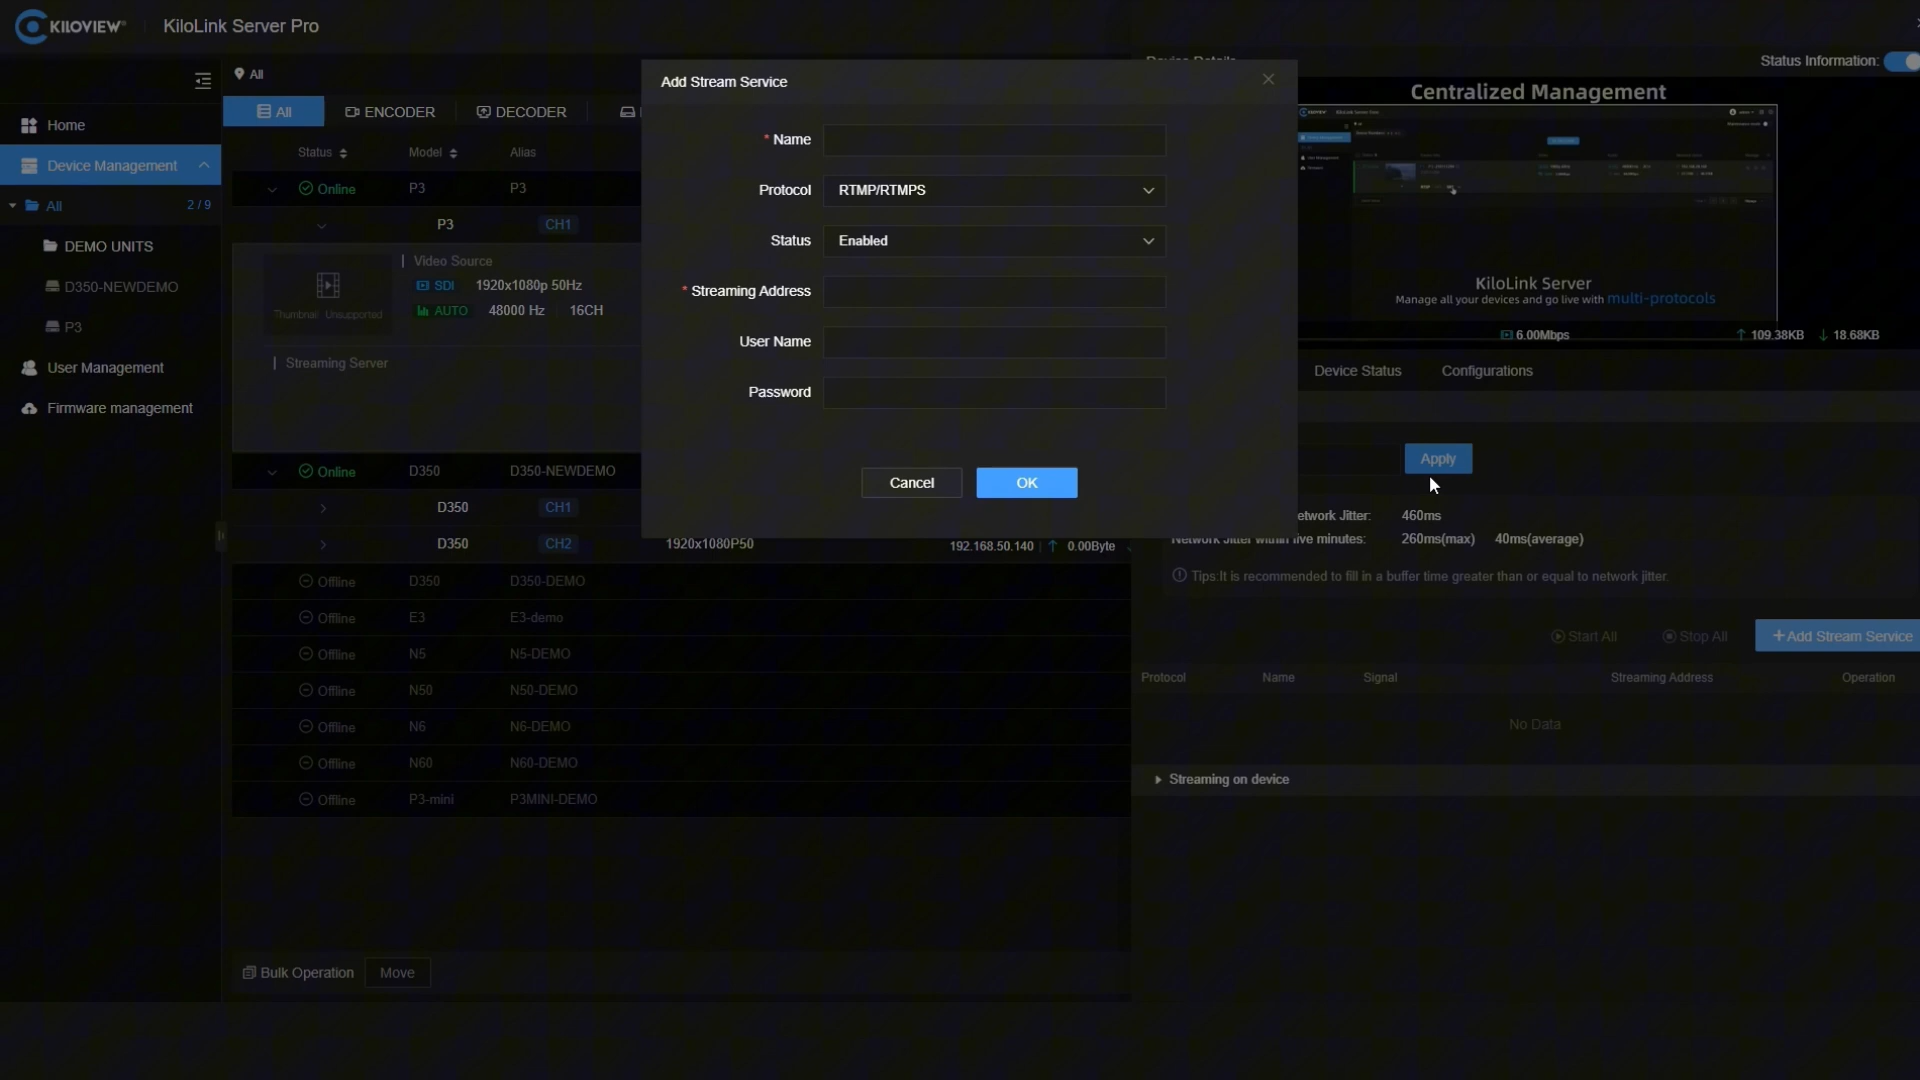 KILOVIEW
KiloLink Server Pro
Status Information:
All
Add Stream Service
All
ENCODER
DECODER
Home
Device Management
All
2 / 9
DEMO UNITS
D350-NEWDEMO
P3
User Management
Firmware management
Status
Model
Alias
Online
P3
P3
P3
CH1
Video Source
SDI
1920x1080p 50Hz
AUTO
48000 Hz
16CH
Thumbnail Unsupported
Streaming Server
Online
D350
D350-NEWDEMO
D350
CH1
D350
CH2
1920x1080P50
192.168.50.140
0.00Byte
Offline
D350
D350-DEMO
Offline
E3
E3-demo
Offline
N5
N5-DEMO
Offline
N50
N50-DEMO
Offline
N6
N6-DEMO
Offline
N60
N60-DEMO
Offline
P3-mini
P3MINI-DEMO
Bulk Operation
Move
* Name
Protocol
RTMP/RTMPS
Status
Enabled
* Streaming Address
User Name
Password
Cancel
OK
Centralized Management
KiloLink Server
Manage all your devices and go live with multi-protocols
6.00Mbps
109.38KB
18.68KB
Device Status
Configurations
Apply
etwork Jitter:
460ms
Network Jitter within five minutes:
260ms(max)
40ms(average)
Tips:It is recommended to fill in a buffer time greater than or equal to network jitter.
Start All
Stop All
+Add Stream Service
Protocol
Name
Signal
Streaming Address
Operation
No Data
Streaming on device